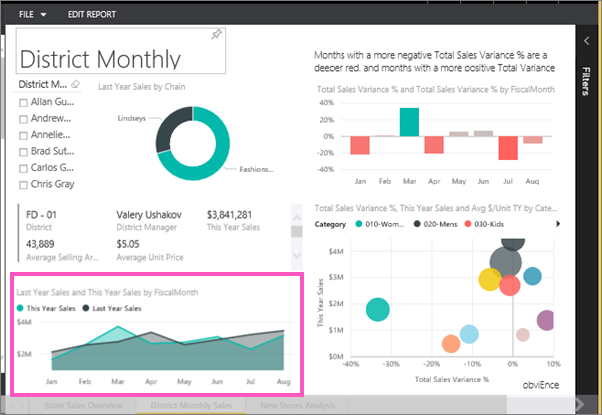 FILE EDIT REPORT
District Monthly
Months with a more negative Total Sales Variance % are a
deeper red, and months with a more positive Total Variance
District M...
Allan Gu...
Andrew...
Annelie...
Brad Sut...
Carlos G...
Chris Gray
Last Year Sales by Chain
Lindseys
Fashions...
Total Sales Variance % and Total Sales Variance % by FiscalMonth
40%
20%
0%
-20%
-40%
Jan Feb Mar Apr May Jun Jul Aug
Filters
FD - 01
District
Valery Ushakov
District Manager
$3,841,281
This Year Sales
43,889
Average Selling Ar...
$5.05
Average Unit Price
Total Sales Variance %, This Year Sales and Avg $/Unit TY by Cate...
Category 010-Wom... 020-Mens 030-Kids
This Year Sales
$4M
$3M
$2M
$1M
$0M
-40% -30% -20% -10% 0% 10%
Total Sales Variance %
obviEnce
Last Year Sales and This Year Sales by FiscalMonth
This Year Sales Last Year Sales
$4M
$2M
Jan Feb Mar Apr May Jun Jul Aug
Store Sales Overview District Monthly Sales New Stores Analysis